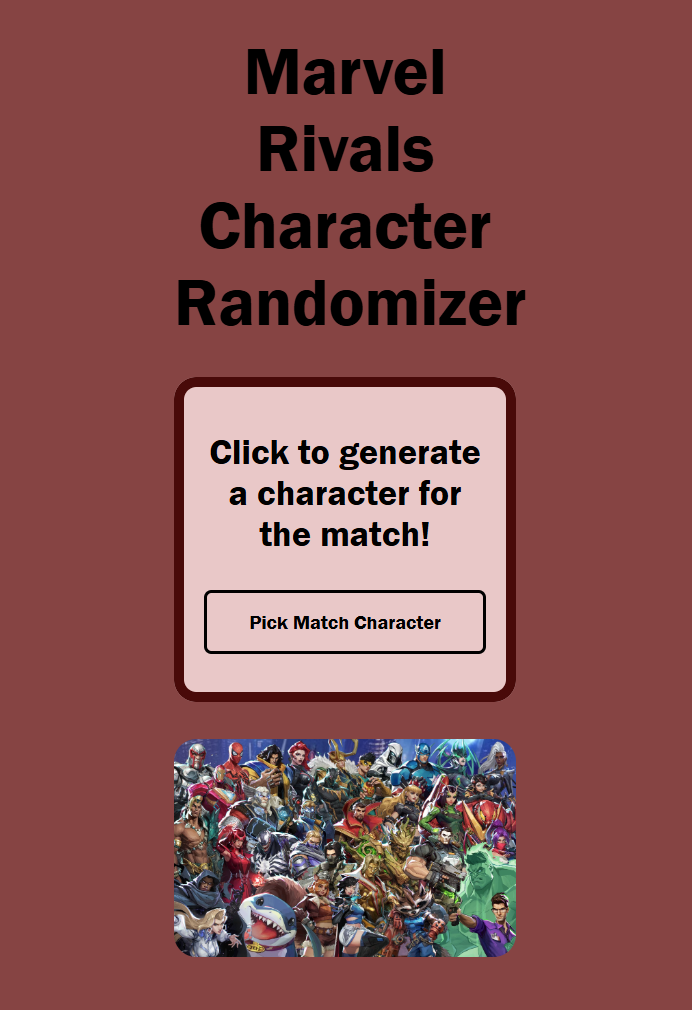 Marvel
Rivals
Character
Randomizer
Click to generate
a character for
the match!
Pick Match Character